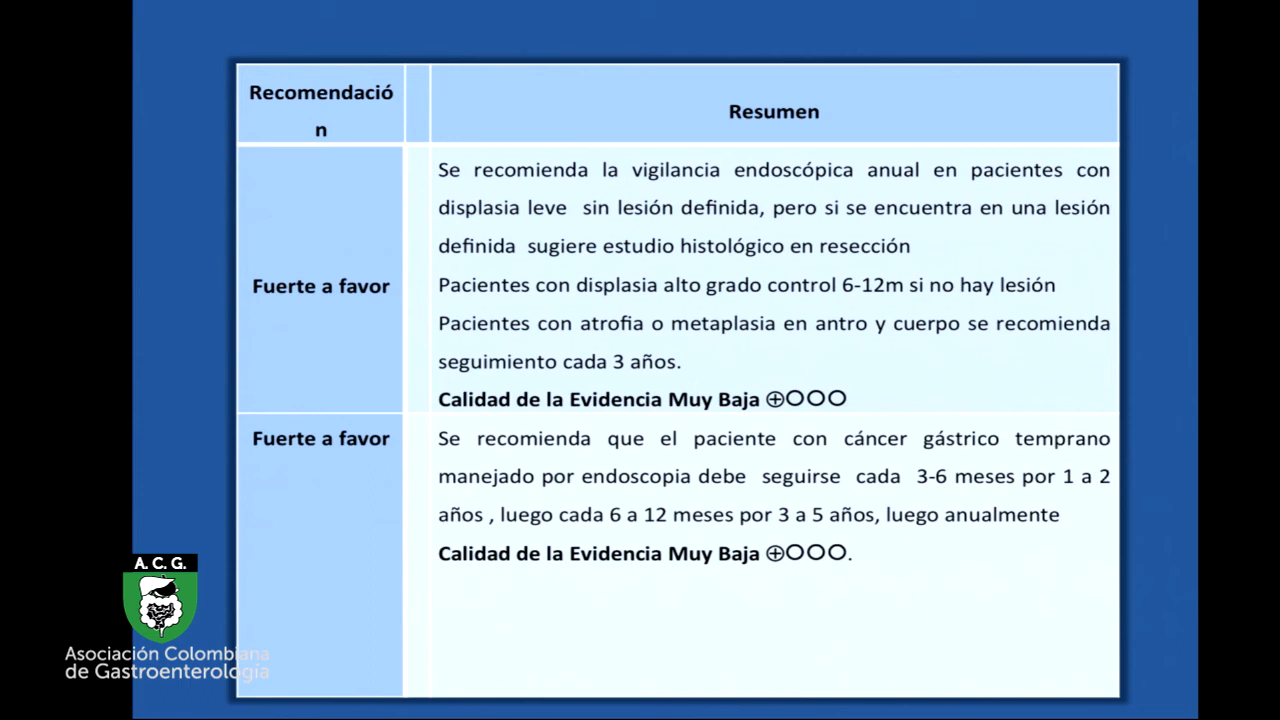 Recomendació
n
Resumen
Fuerte a favor
Se recomienda la vigilancia endoscópica anual en pacientes con
displasia leve sin lesión definida, pero si se encuentra en una lesión
definida sugiere estudio histológico en resección
Pacientes con displasia alto grado control 6-12m si no hay lesión
Pacientes con atrofia o metaplasia en antro y cuerpo se recomienda
seguimiento cada 3 años.
Calidad de la Evidencia Muy Baja ⊕〇〇〇
Fuerte a favor
Se recomienda que el paciente con cáncer gástrico temprano
manejado por endoscopia debe seguirse cada 3-6 meses por 1 a 2
años , luego cada 6 a 12 meses por 3 a 5 años, luego anualmente
Calidad de la Evidencia Muy Baja ⊕〇〇〇.
A. C. G.
Asociación Colombiana
de Gastroenterología